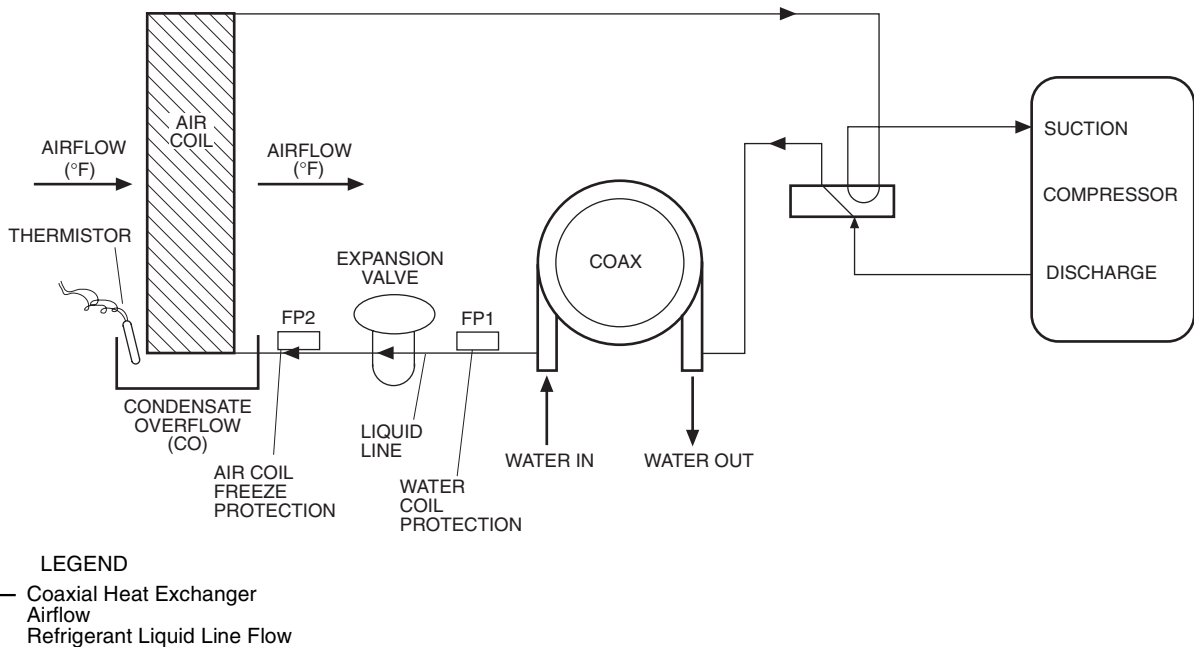 AIR
COIL
AIRFLOW
(°F)
AIRFLOW
(°F)
THERMISTOR
SUCTION
COMPRESSOR
DISCHARGE
COAX
EXPANSION
VALVE
FP2
FP1
CONDENSATE
OVERFLOW
(CO)
LIQUID
LINE
WATER IN
WATER OUT
AIR COIL
FREEZE
PROTECTION
WATER
COIL
PROTECTION
LEGEND
— Coaxial Heat Exchanger
Airflow
Refrigerant Liquid Line Flow